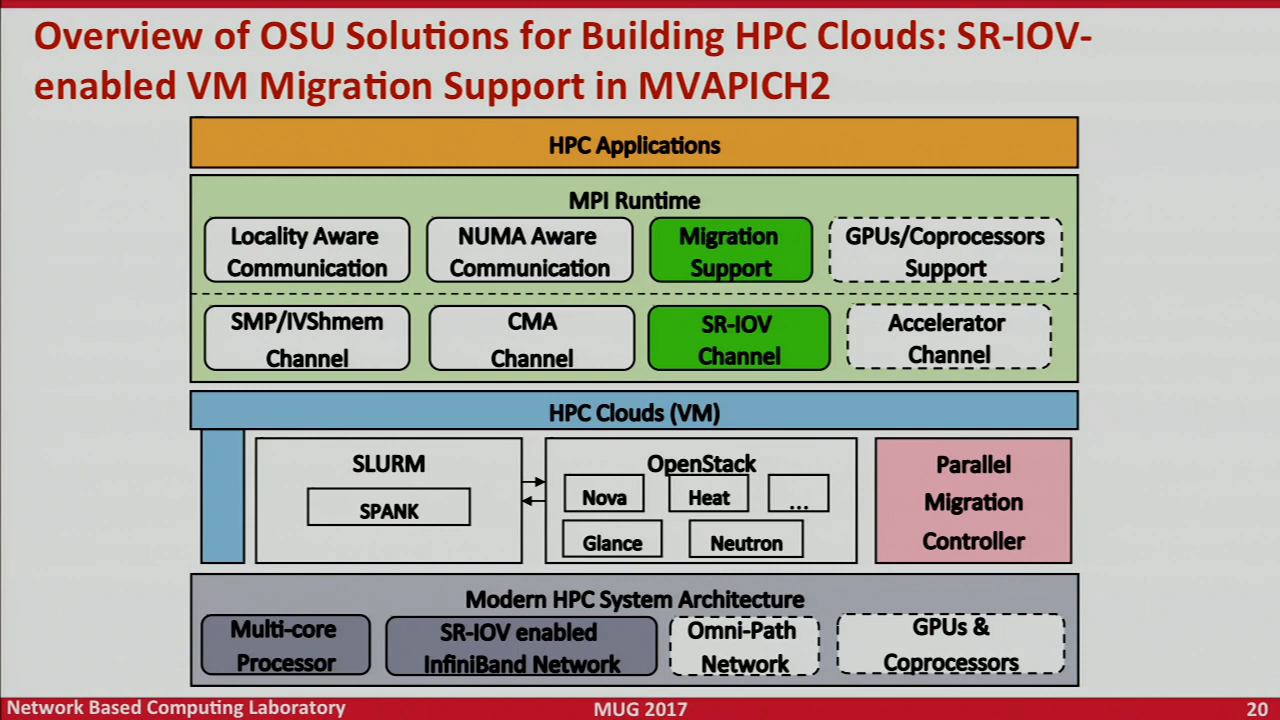 Overview of OSU Solutions for Building HPC Clouds: SR-IOV-
enabled VM Migration Support in MVAPICH2
HPC Applications
MPI Runtime
Locality Aware
Communication
NUMA Aware
Communication
Migration
Support
GPUs/Coprocessors
Support
SMP/IVShmem
Channel
CMA
Channel
SR-IOV
Channel
Accelerator
Channel
HPC Clouds (VM)
SLURM
SPANK
OpenStack
Nova
Heat
...
Glance
Neutron
Parallel
Migration
Controller
Modern HPC System Architecture
Multi-core
Processor
SR-IOV enabled
InfiniBand Network
Omni-Path
Network
GPUs &
Coprocessors
Network Based Computing Laboratory
MUG 2017
20